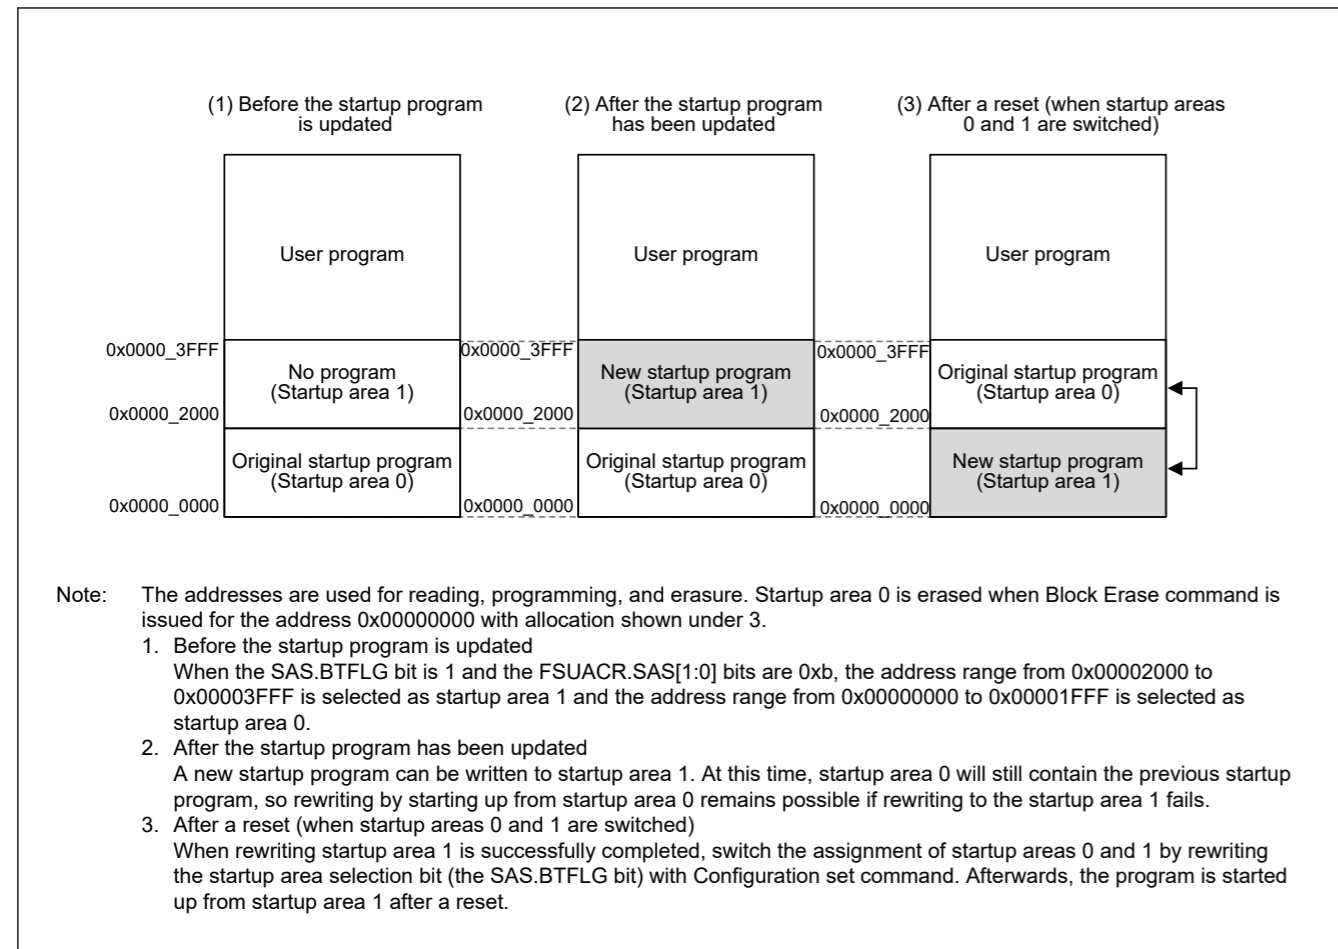 (1) Before the startup program
is updated
(2) After the startup program
has been updated
(3) After a reset (when startup areas
0 and 1 are switched)
User program
User program
User program
0x0000_3FFF
No program
(Startup area 1)
0x0000_3FFF
New startup program
(Startup area 1)
0x0000_3FFF
Original startup program
(Startup area 0)
0x0000_2000
0x0000_2000
0x0000_2000
Original startup program
(Startup area 0)
Original startup program
(Startup area 0)
New startup program
(Startup area 1)
0x0000_0000
0x0000_0000
0x0000_0000
Note: The addresses are used for reading, programming, and erasure. Startup area 0 is erased when Block Erase command is
issued for the address 0x00000000 with allocation shown under 3.
1. Before the startup program is updated
When the SAS.BTFLG bit is 1 and the FSUACR.SAS[1:0] bits are 0xb, the address range from 0x00002000 to
0x00003FFF is selected as startup area 1 and the address range from 0x00000000 to 0x00001FFF is selected as
startup area 0.
2. After the startup program has been updated
A new startup program can be written to startup area 1. At this time, startup area 0 will still contain the previous startup
program, so rewriting by starting up from startup area 0 remains possible if rewriting to the startup area 1 fails.
3. After a reset (when startup areas 0 and 1 are switched)
When rewriting startup area 1 is successfully completed, switch the assignment of startup areas 0 and 1 by rewriting
the startup area selection bit (the SAS.BTFLG bit) with Configuration set command. Afterwards, the program is started
up from startup area 1 after a reset.